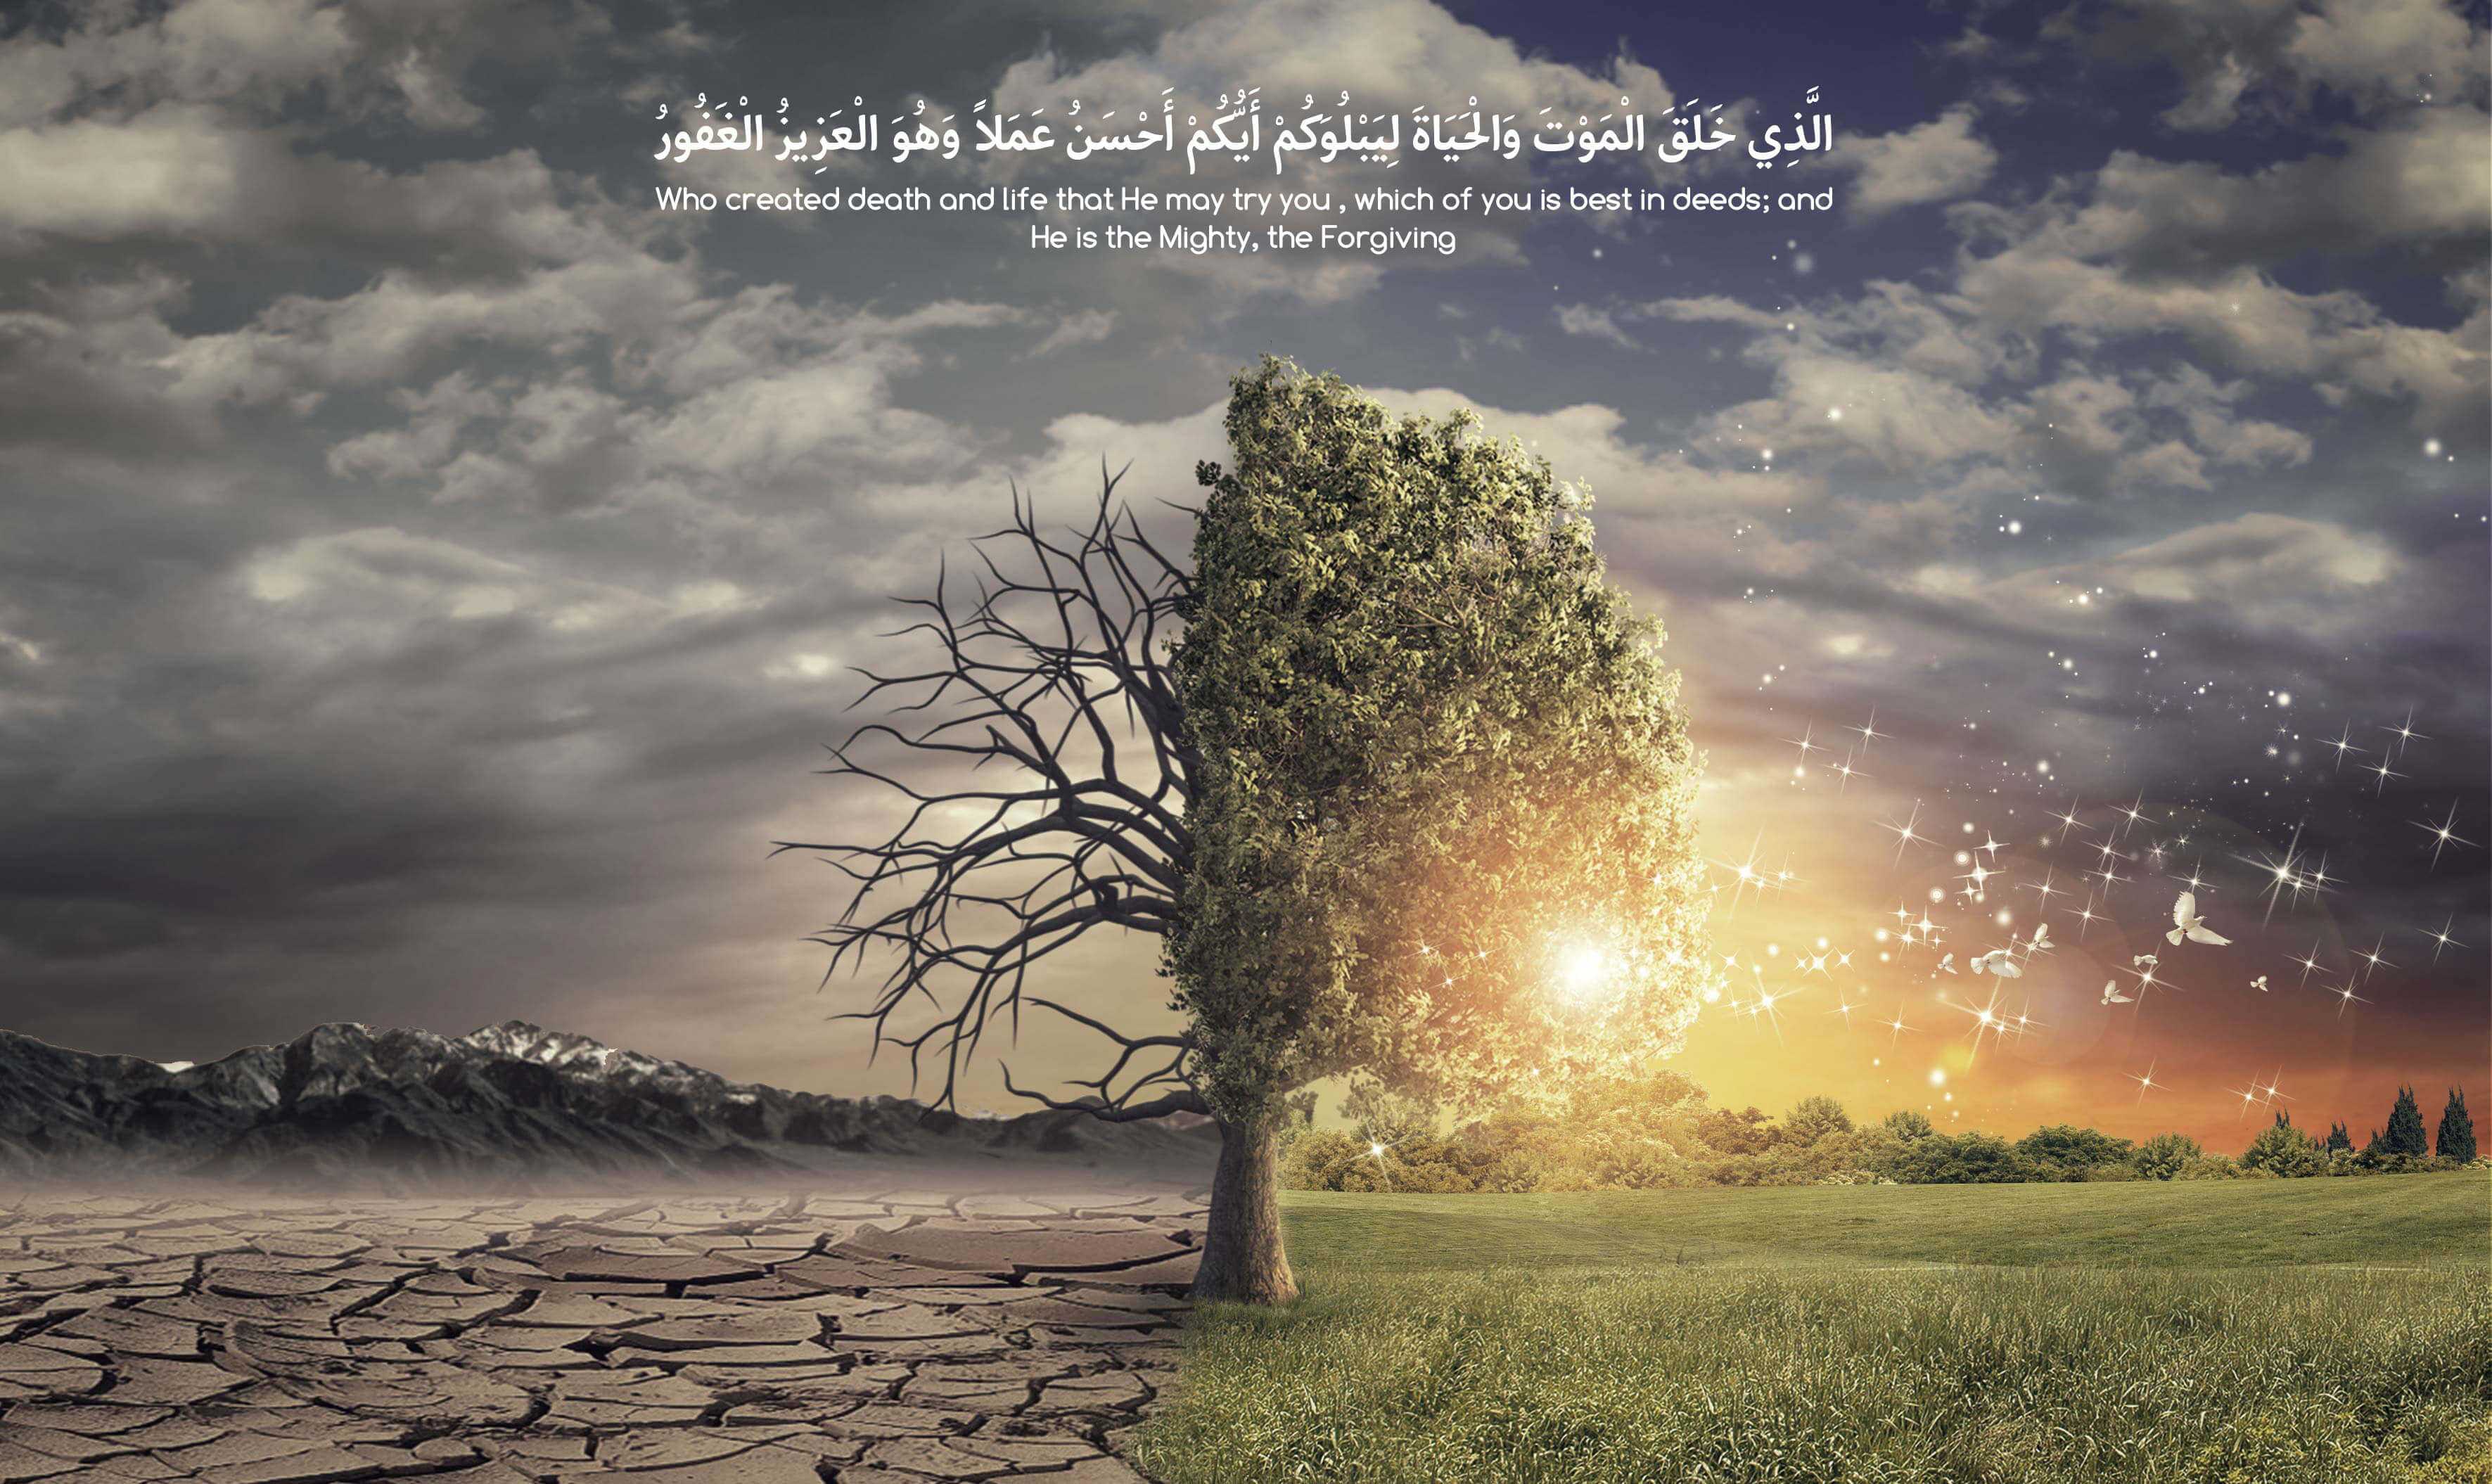 الَّذِي خَلَقَ الْمَوْتَ وَالْحَيَاةَ لِيَبْلُوَكُمْ أَيُّكُمْ أَحْسَنُ عَمَلاً وَهُوَ الْعَزِيزُ الْغَفُورُ
Who created death and life that He may try you , which of you is best in deeds; and
He is the Mighty, the Forgiving